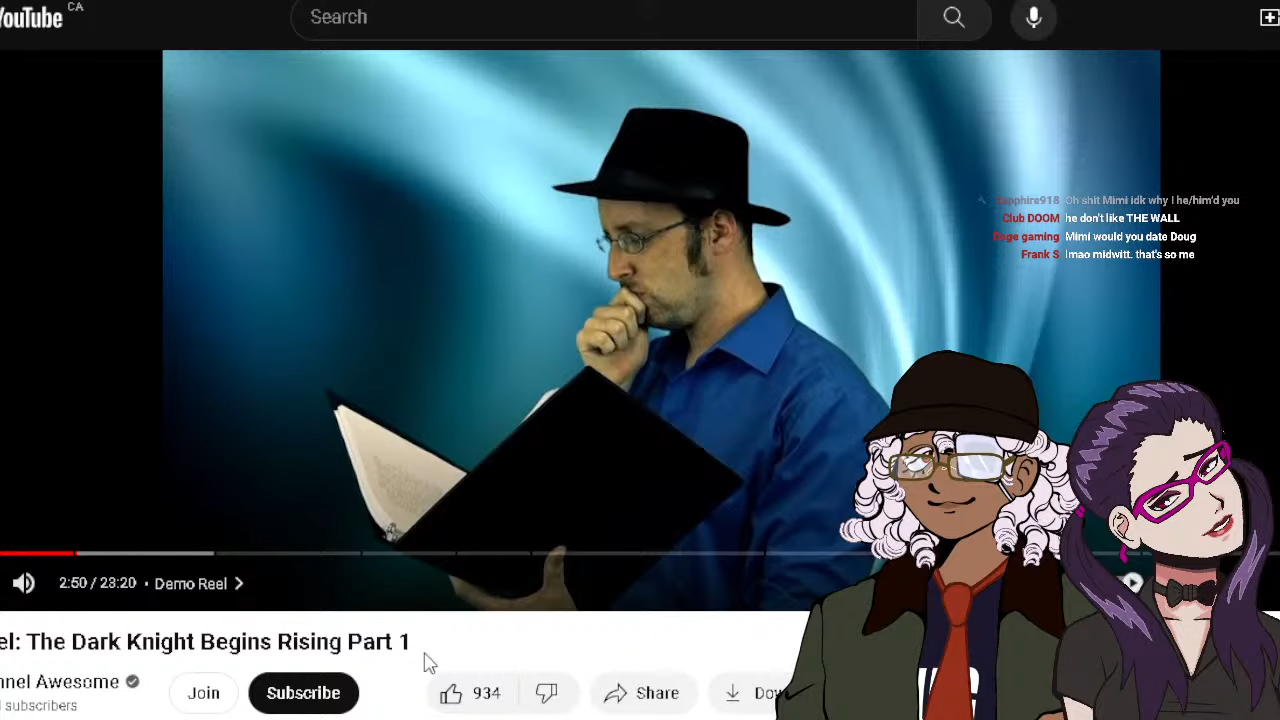 YouTube CA
Search
Sapphire918 Oh shit Mimi idk why I he/him'd you
Club DOOM he don't like THE WALL
Doge gaming Mimi would you date Doug
Frank S lmao midwitt. that's so me
2:50 / 23:20 • Demo Reel
el: The Dark Knight Begins Rising Part 1
nnel Awesome
subscribers
Join
Subscribe
934
Share
Dow